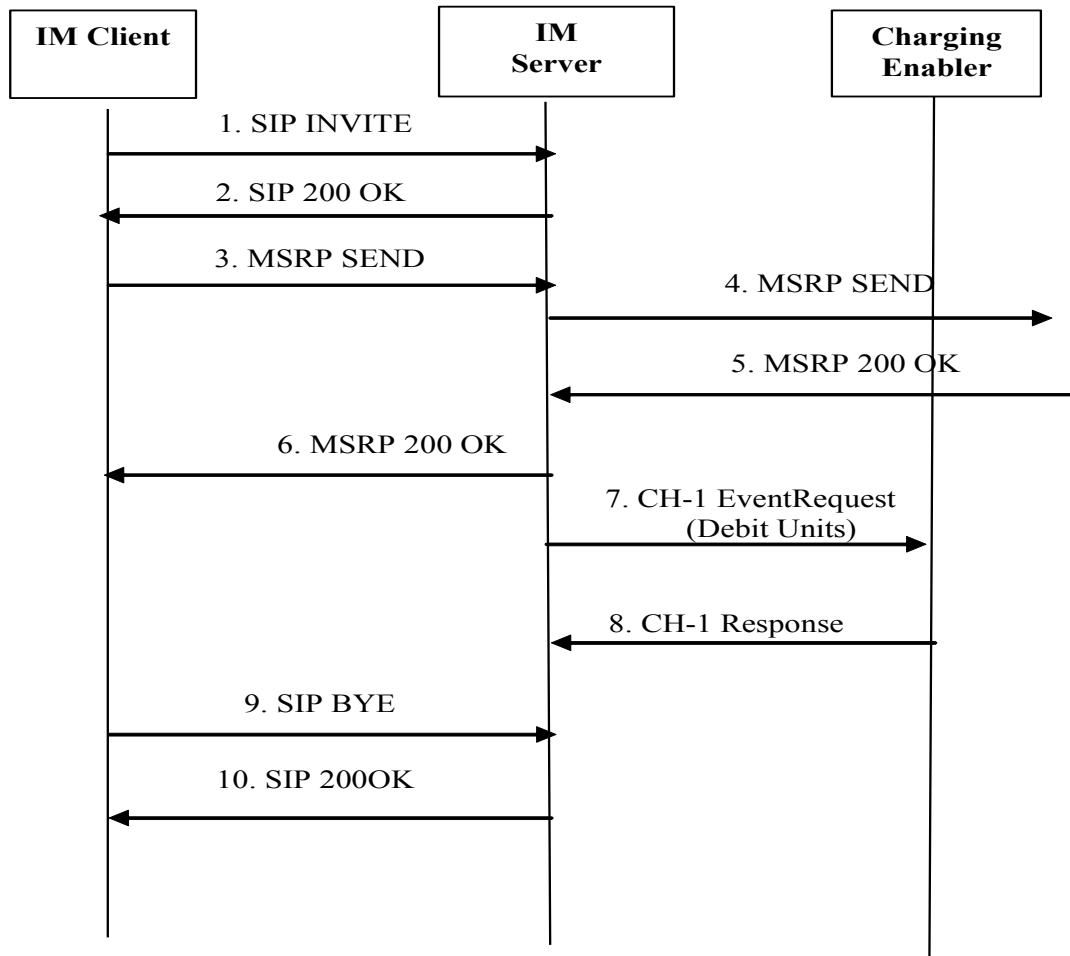 IM Client
IM
Server
Charging
Enabler
1. SIP INVITE
2. SIP 200 OK
3. MSRP SEND
4. MSRP SEND
5. MSRP 200 OK
6. MSRP 200 OK
7. CH-1 EventRequest
(Debit Units)
8. CH-1 Response
9. SIP BYE
10. SIP 200OK